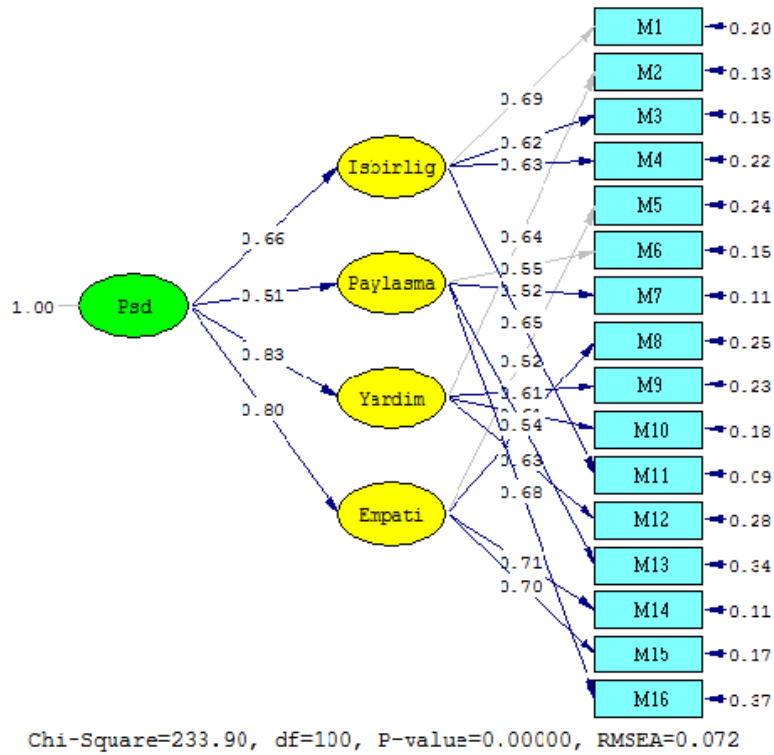 M1 0.20
M2 0.13
0.69
M3 0.15
0.62
Isbirlig 0.63 M4 0.22
M5 0.24
0.66 0.64
M6 0.15
0.55
Paylasma 0.52 M7 0.11
0.51
1.00 Psd
0.65
M8 0.25
0.83 0.52
M9 0.23
Yardim 0.61
0.54 M10 0.18
0.80
0.63
M11 0.09
0.68
Empati M12 0.28
0.71 M13 0.34
0.70
M14 0.11
M15 0.17
M16 0.37
Chi-Square=233.90, df=100, P-value=0.00000, RMSEA=0.072